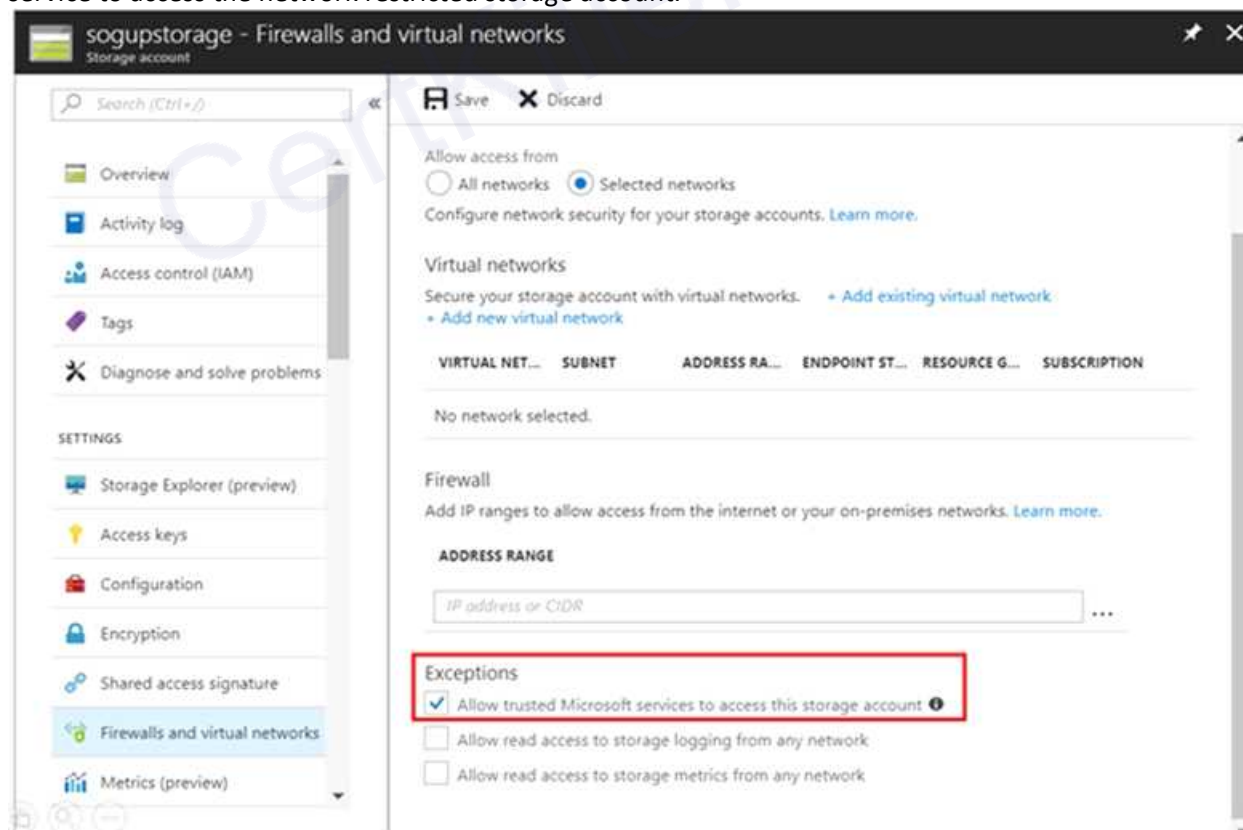 service to access the network restricted storage account.
sogupstorage - Firewalls and virtual networks
Storage account
Search (Ctrl+/)
«
Save
Discard
Overview
Activity log
Access control (IAM)
Tags
Diagnose and solve problems
SETTINGS
Storage Explorer (preview)
Access keys
Configuration
Encryption
Shared access signature
Firewalls and virtual networks
Metrics (preview)
Allow access from
All networks Selected networks
Configure network security for your storage accounts. Learn more.
Virtual networks
Secure your storage account with virtual networks. + Add existing virtual network
+ Add new virtual network
VIRTUAL NET... SUBNET ADDRESS RA... ENDPOINT ST... RESOURCE G... SUBSCRIPTION
No network selected.
Firewall
Add IP ranges to allow access from the internet or your on-premises networks. Learn more.
ADDRESS RANGE
IP address or CIDR
...
Exceptions
Allow trusted Microsoft services to access this storage account
Allow read access to storage logging from any network
Allow read access to storage metrics from any network